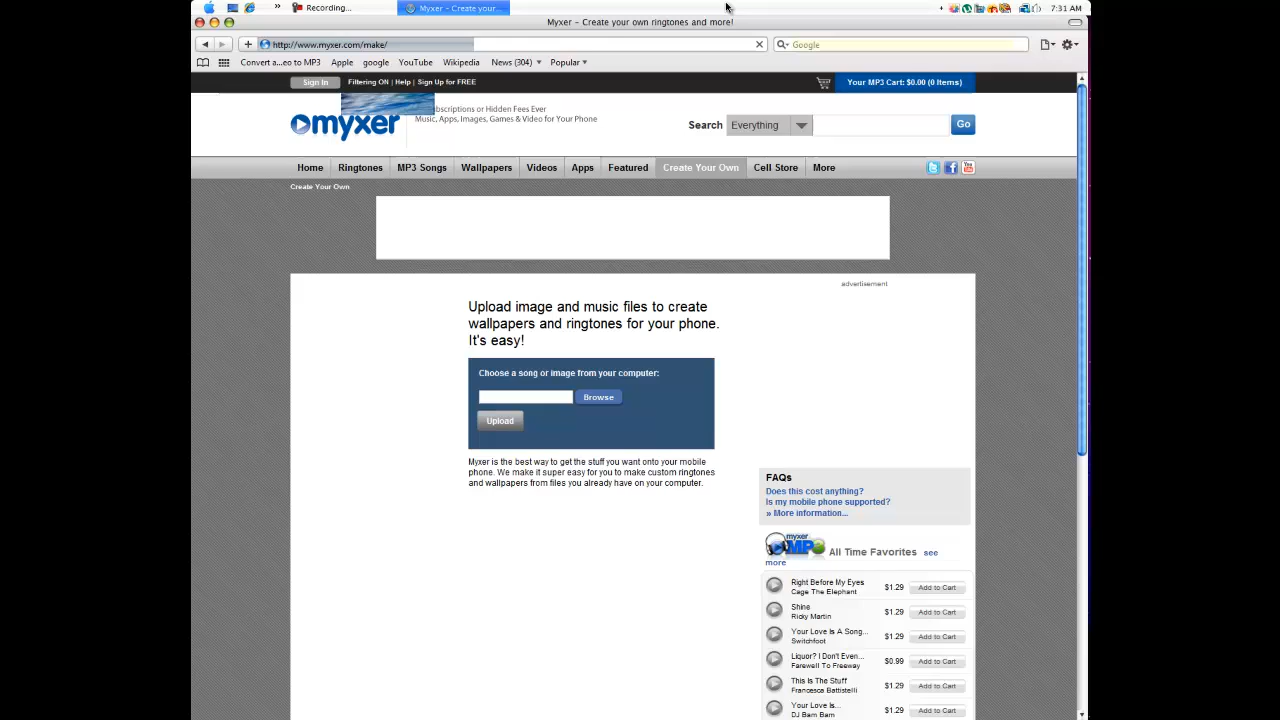 Recording...
Myxer – Create your...
7:31 AM
Myxer – Create your own ringtones and more!
http://www.myxer.com/make/
Google
Convert a...eo to MP3 Apple google YouTube Wikipedia News (304) Popular
Sign In Filtering ON | Help | Sign Up for FREE Your MP3 Cart: $0.00 (0 Items)
bscriptions or Hidden Fees Ever
myxer Music, Apps, Images, Games & Video for Your Phone
Search Everything Go
Home Ringtones MP3 Songs Wallpapers Videos Apps Featured Create Your Own Cell Store More
Create Your Own
advertisement
Upload image and music files to create
wallpapers and ringtones for your phone.
It's easy!
Choose a song or image from your computer:
Browse
Upload
Myxer is the best way to get the stuff you want onto your mobile
phone. We make it super easy for you to make custom ringtones
and wallpapers from files you already have on your computer.
FAQs
Does this cost anything?
Is my mobile phone supported?
» More information...
myxer
MP All Time Favorites see
more
Right Before My Eyes
Cage The Elephant $1.29 Add to Cart
Shine
Ricky Martin $1.29 Add to Cart
Your Love Is A Song...
Switchfoot $1.29 Add to Cart
Liquor? I Don't Even...
Farewell To Freeway $0.99 Add to Cart
This Is The Stuff
Francesca Battistelli $1.29 Add to Cart
Your Love Is...
DJ Bam Bam $1.29 Add to Cart